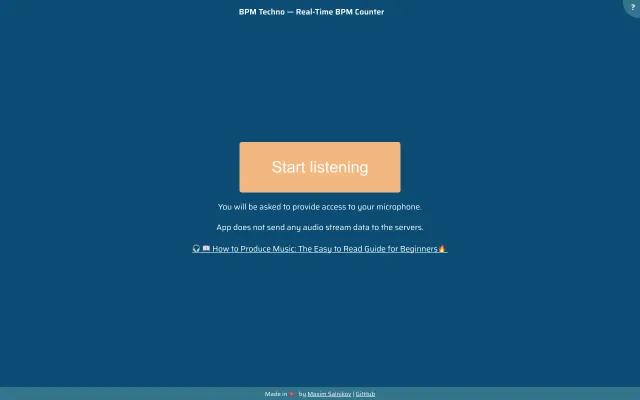 BPM Techno — Real-Time BPM Counter
?
Start listening
You will be asked to provide access to your microphone.
App does not send any audio stream data to the servers.
🎧 📖 How to Produce Music: The Easy to Read Guide for Beginners🔥
Made in 🇳🇴 by Maxim Salnikov | GitHub